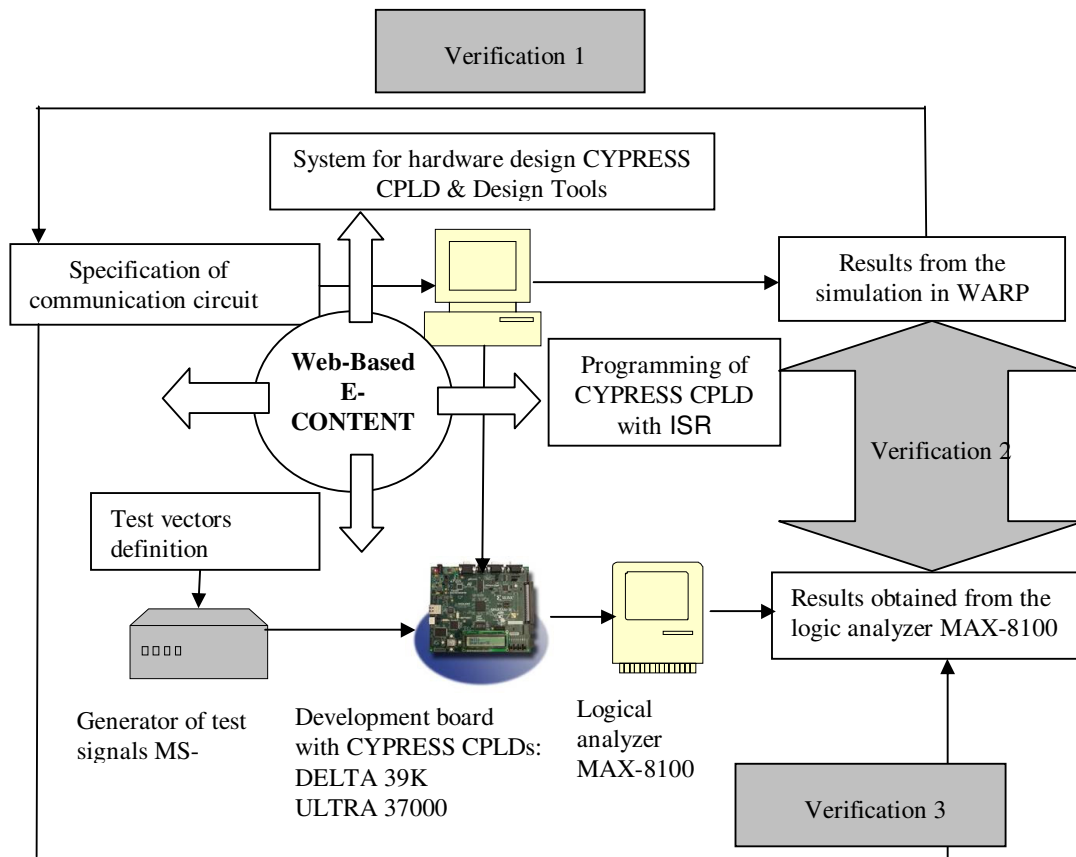 Verification 1
System for hardware design CYPRESS
CPLD & Design Tools
Specification of
communication circuit
Results from the
simulation in WARP
Web-Based
E-
CONTENT
Programming of
CYPRESS CPLD
with ISR
Verification 2
Test vectors
definition
Results obtained from the
logic analyzer MAX-8100
Generator of test
signals MS-
Development board
with CYPRESS CPLDs:
DELTA 39K
ULTRA 37000
Logical
analyzer
MAX-8100
Verification 3